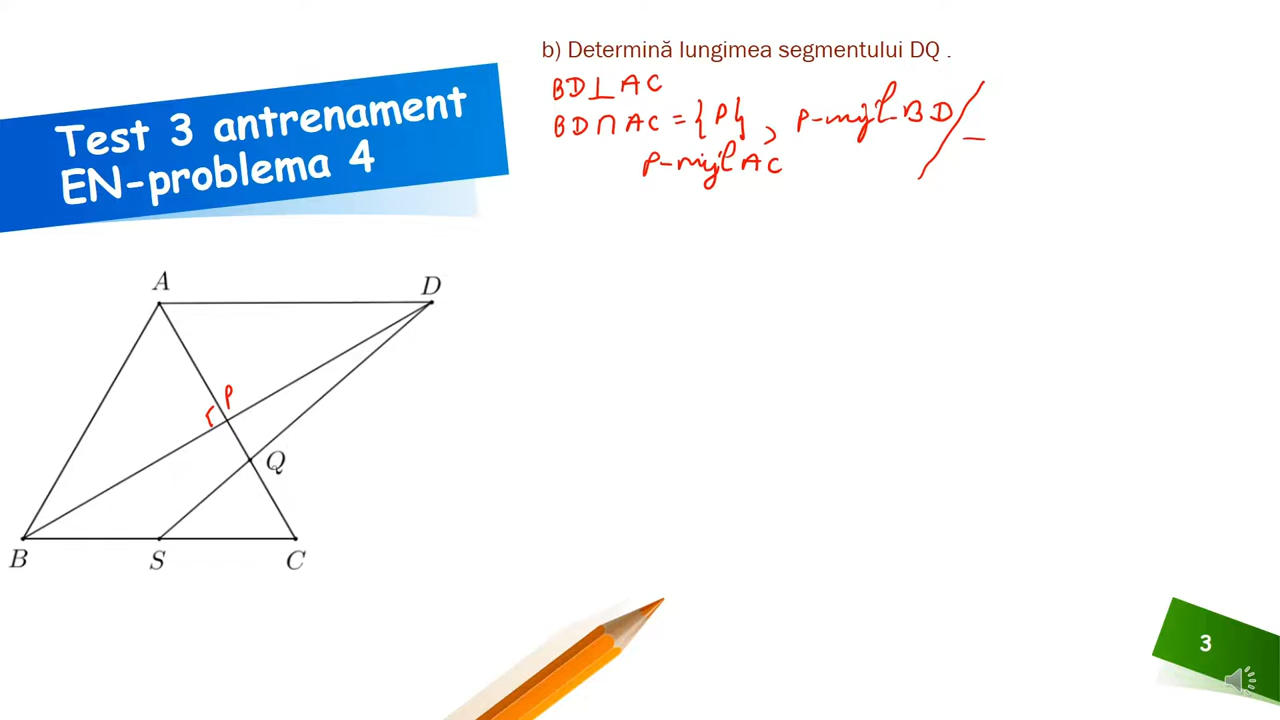 b) Determină lungimea segmentului DQ .
BD⊥AC
BD∩AC = {P} , P-mijl BD /
P-mijl AC
Test 3 antrenament
EN-problema 4
A
D
P
Q
B
S
C
3